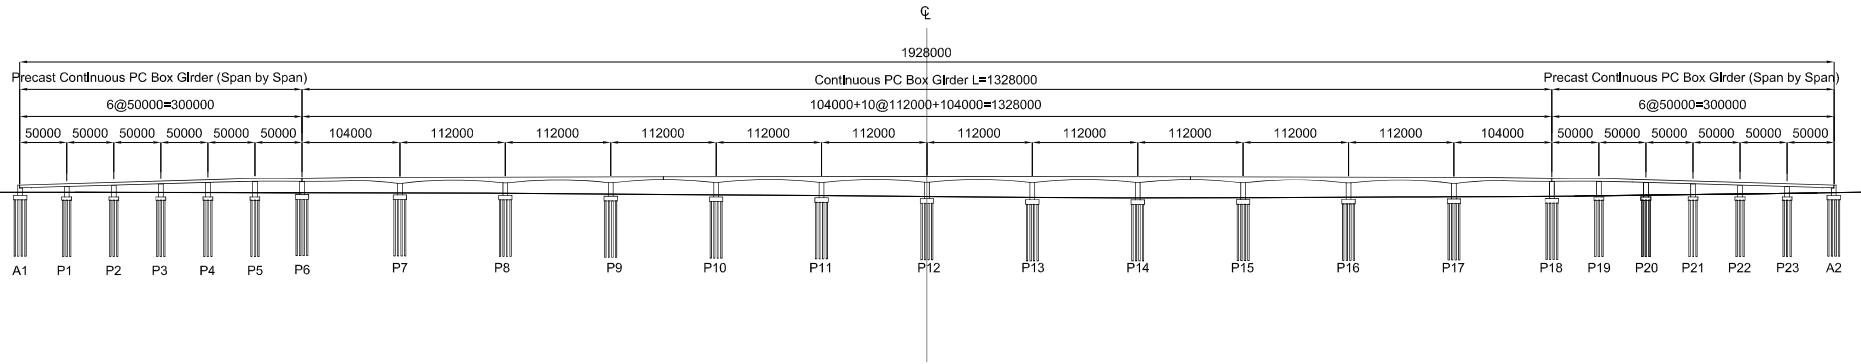 ℄
1928000
Precast Continuous PC Box Girder (Span by Span) Continuous PC Box Girder L=1328000 Precast Continuous PC Box Girder (Span by Span)
6@50000=300000 104000+10@112000+104000=1328000 6@50000=300000
50000 50000 50000 50000 50000 50000 104000 112000 112000 112000 112000 112000 112000 112000 112000 112000 112000 104000 50000 50000 50000 50000 50000 50000
A1 P1 P2 P3 P4 P5 P6 P7 P8 P9 P10 P11 P12 P13 P14 P15 P16 P17 P18 P19 P20 P21 P22 P23 A2